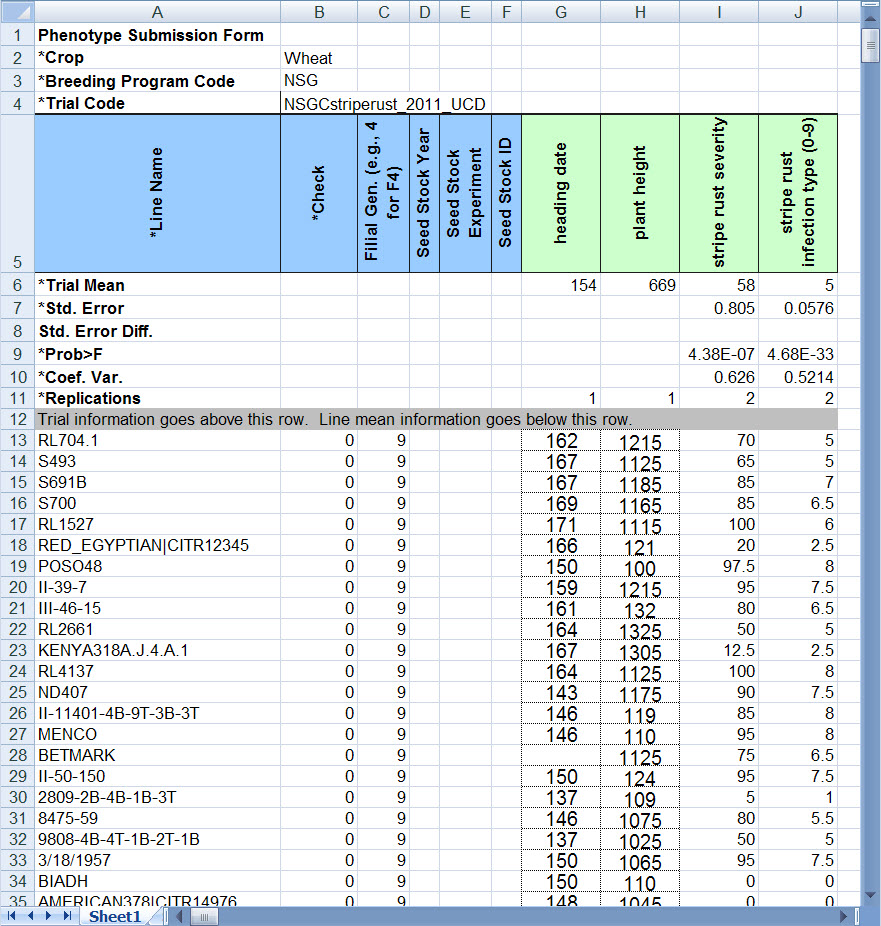 A B C D E F G H I J
1 Phenotype Submission Form
2 *Crop Wheat
3 *Breeding Program Code NSG
4 *Trial Code NSGCstriperust_2011_UCD
5 *Line Name *Check Filial Gen. (e.g., 4 for F4) Seed Stock Year Seed Stock Experiment Seed Stock ID heading date plant height stripe rust severity stripe rust infection type (0-9)
6 *Trial Mean 154 669 58 5
7 *Std. Error 0.805 0.0576
8 Std. Error Diff.
9 *Prob>F 4.38E-07 4.68E-33
10 *Coef. Var. 0.626 0.5214
11 *Replications 1 1 2 2
12 Trial information goes above this row. Line mean information goes below this row.
13 RL704.1 0 9 162 1215 70 5
14 S493 0 9 167 1125 65 5
15 S691B 0 9 167 1185 85 7
16 S700 0 9 169 1165 85 6.5
17 RL1527 0 9 171 1115 100 6
18 RED_EGYPTIAN|CITR12345 0 9 166 121 20 2.5
19 POSO48 0 9 150 100 97.5 8
20 II-39-7 0 9 159 1215 95 7.5
21 III-46-15 0 9 161 132 80 6.5
22 RL2661 0 9 164 1325 50 5
23 KENYA318A.J.4.A.1 0 9 167 1305 12.5 2.5
24 RL4137 0 9 164 1125 100 8
25 ND407 0 9 143 1175 90 7.5
26 II-11401-4B-9T-3B-3T 0 9 146 119 85 8
27 MENCO 0 9 146 110 95 8
28 BETMARK 0 9 1125 75 6.5
29 II-50-150 0 9 150 124 95 7.5
30 2809-2B-4B-1B-3T 0 9 137 109 5 1
31 8475-59 0 9 146 1075 80 5.5
32 9808-4B-4T-1B-2T-1B 0 9 137 1025 50 5
33 3/18/1957 0 9 150 1065 95 7.5
34 BIADH 0 9 150 110 0 0
35 AMERICAN378|CITR14976 0 9 148 1045 0 0
Sheet1